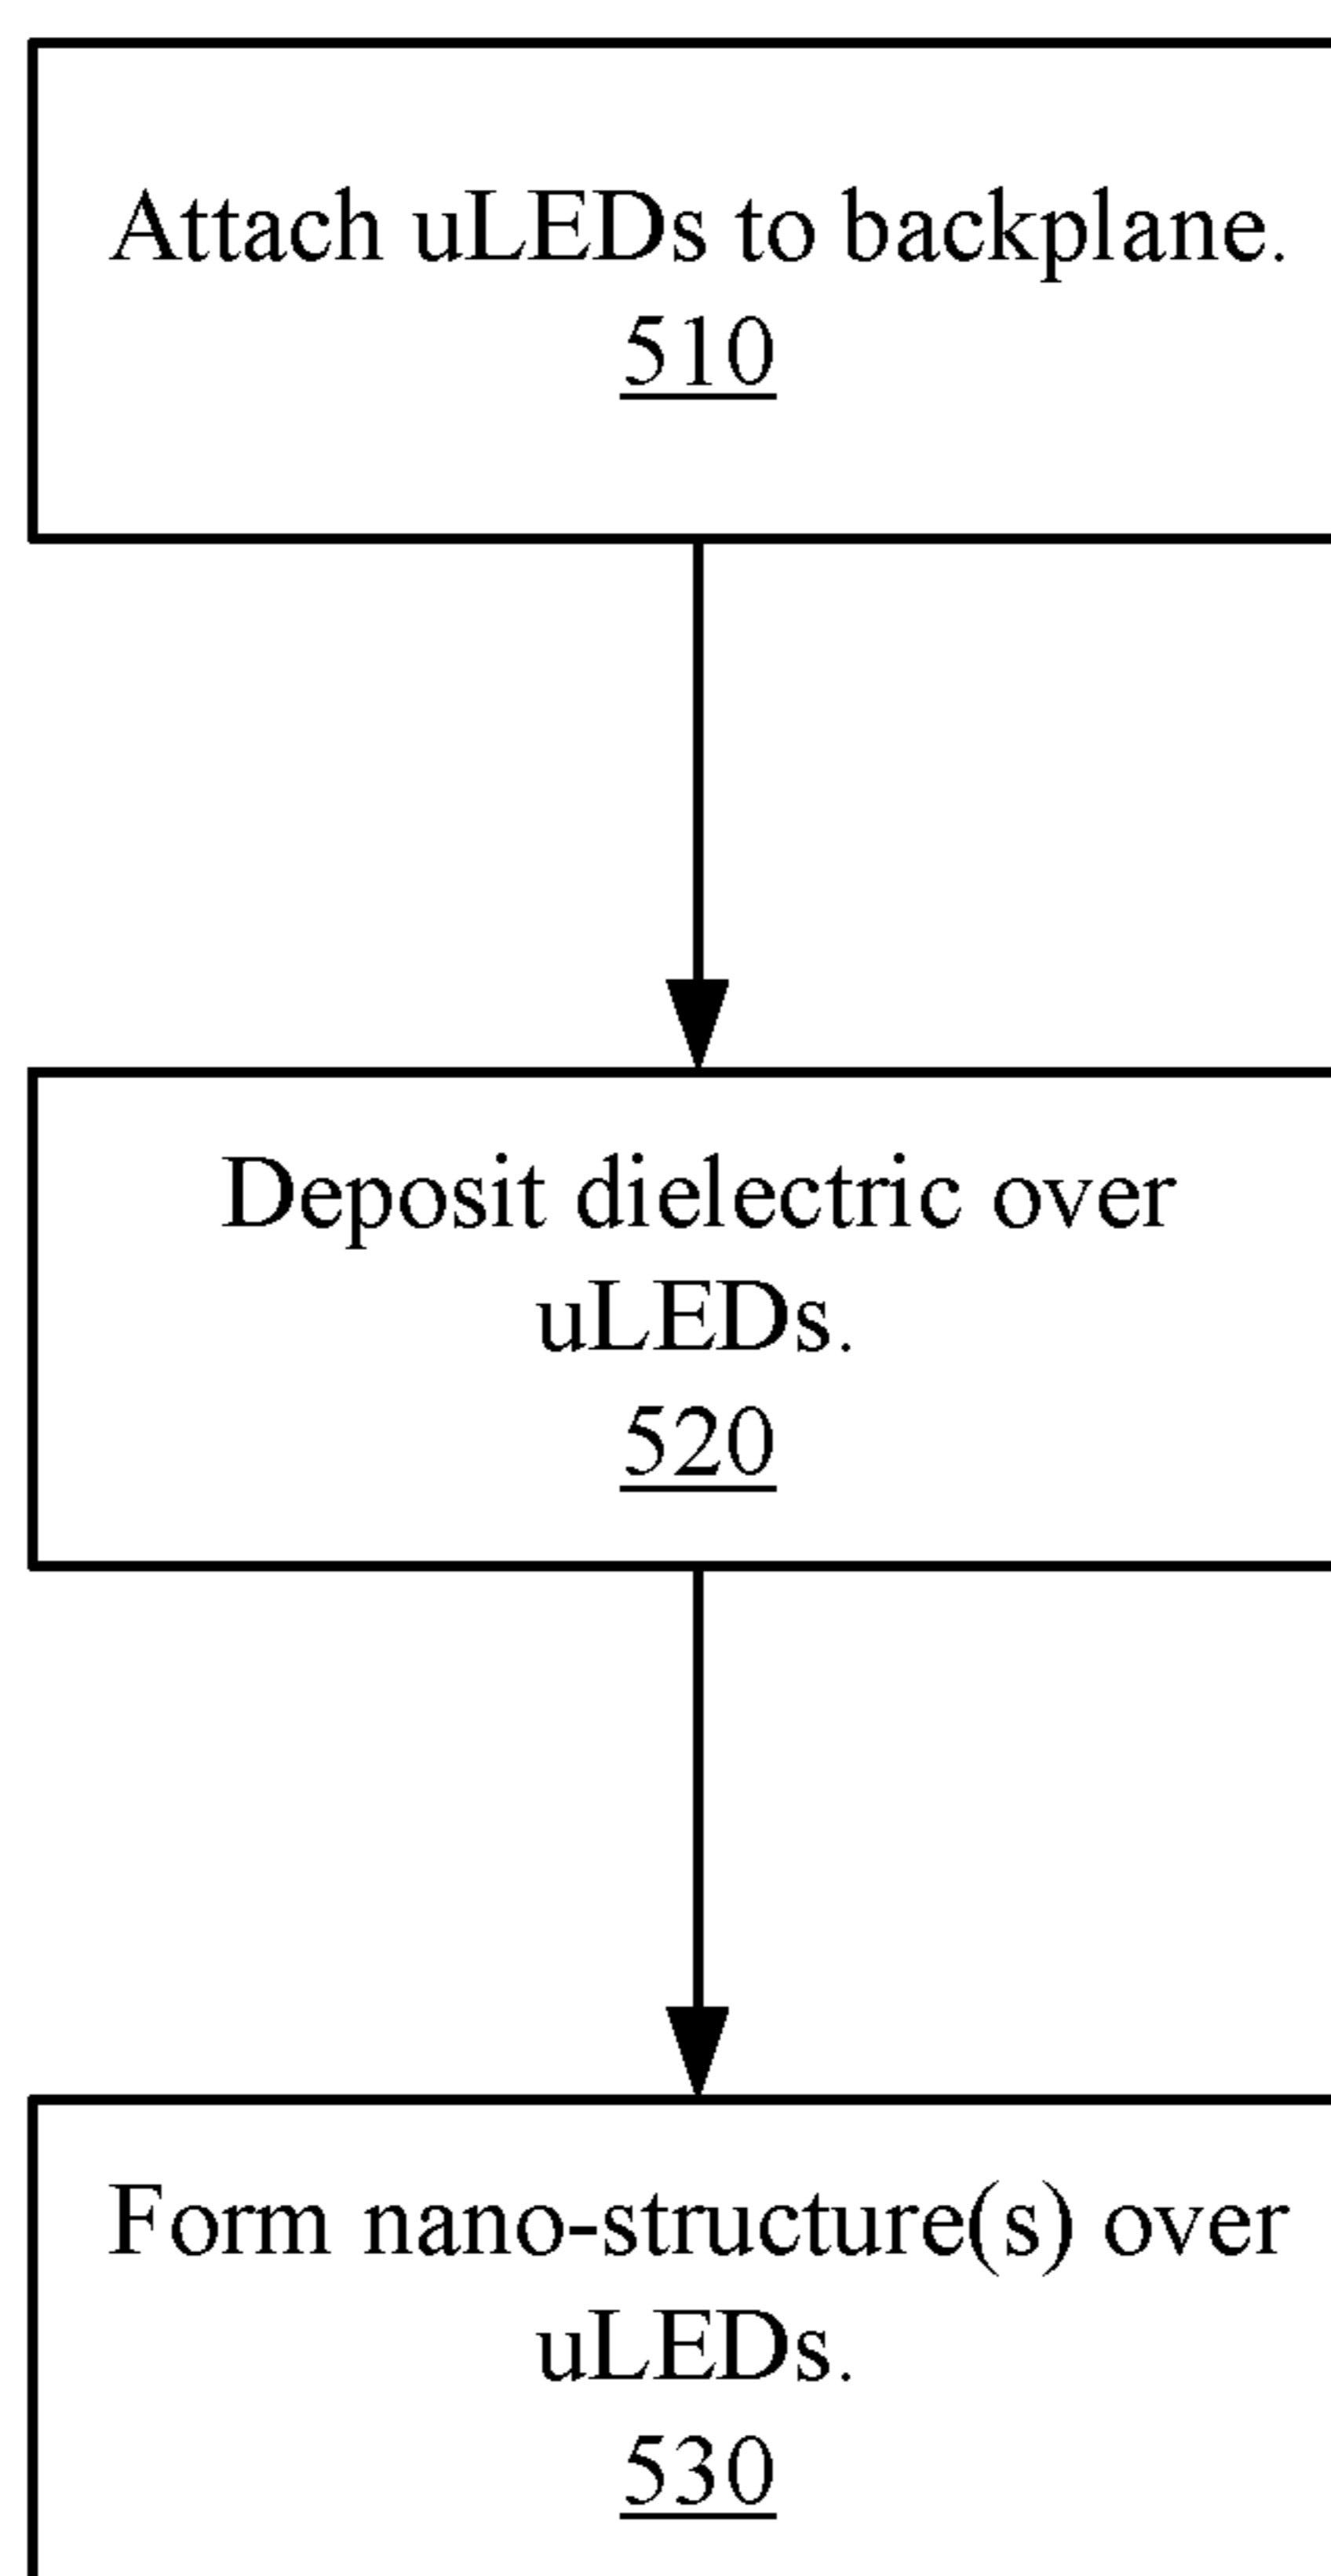 Attach uLEDs to backplane.
510
Deposit dielectric over
uLEDs.
520
Form nano-structure(s) over
uLEDs.
530